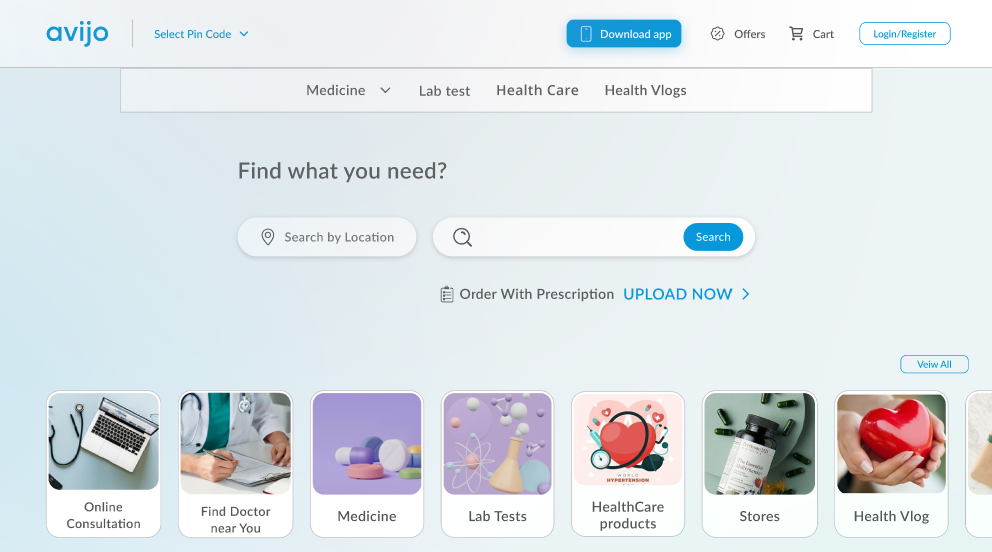 avijo
Select Pin Code
Download app
Offers
Cart
Login/Register
Medicine
Lab test
Health Care
Health Vlogs
Find what you need?
Search by Location
Search
Order With Prescription UPLOAD NOW
Veiw All
WORLD
HYPERTENSION
Online
Consultation
Find Doctor
near You
Medicine
Lab Tests
HealthCare
products
Stores
Health Vlog